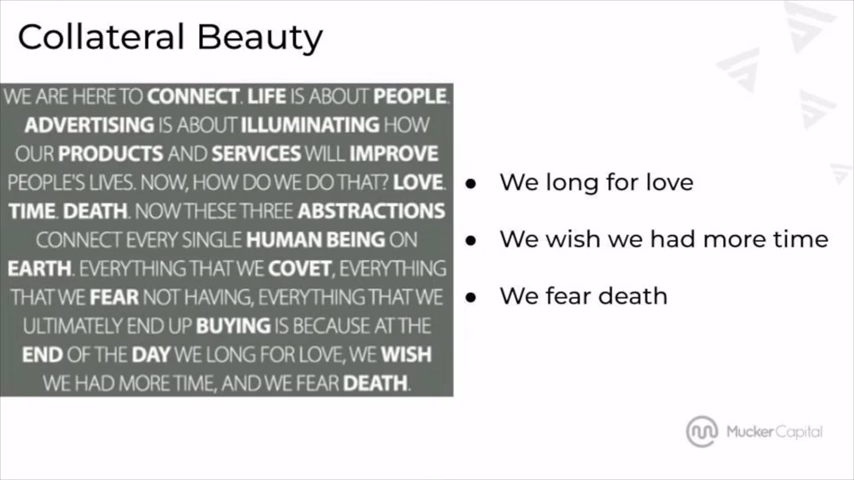 Collateral Beauty
WE ARE HERE TO CONNECT. LIFE IS ABOUT PEOPLE.
ADVERTISING IS ABOUT ILLUMINATING HOW
OUR PRODUCTS AND SERVICES WILL IMPROVE
PEOPLE'S LIVES. NOW, HOW DO WE DO THAT? LOVE.
TIME. DEATH. NOW THESE THREE ABSTRACTIONS
CONNECT EVERY SINGLE HUMAN BEING ON
EARTH. EVERYTHING THAT WE COVET, EVERYTHING
THAT WE FEAR NOT HAVING, EVERYTHING THAT WE
ULTIMATELY END UP BUYING IS BECAUSE AT THE
END OF THE DAY WE LONG FOR LOVE, WE WISH
WE HAD MORE TIME, AND WE FEAR DEATH.
● We long for love
● We wish we had more time
● We fear death
MuckerCapital